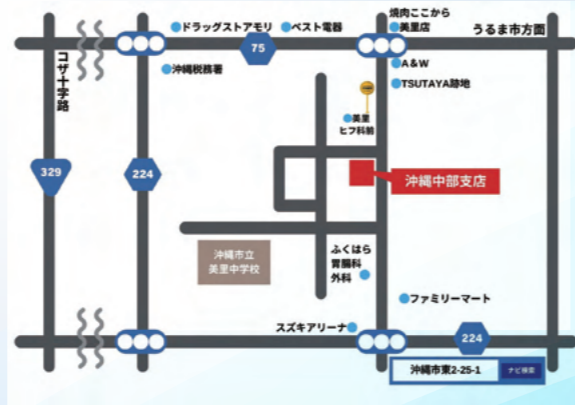 焼肉ここから
美里店
うるま市方面
ドラッグストアモリ
ベスト電器
75
沖縄税務署
A&W
TSUTAYA跡地
コザ十字路
美里
ヒフ科前
329
224
沖縄中部支店
沖縄市立
美里中学校
ふくはら
胃腸科
外科
ファミリーマート
スズキアリーナ
224
沖縄市東2-25-1
ナビ検索